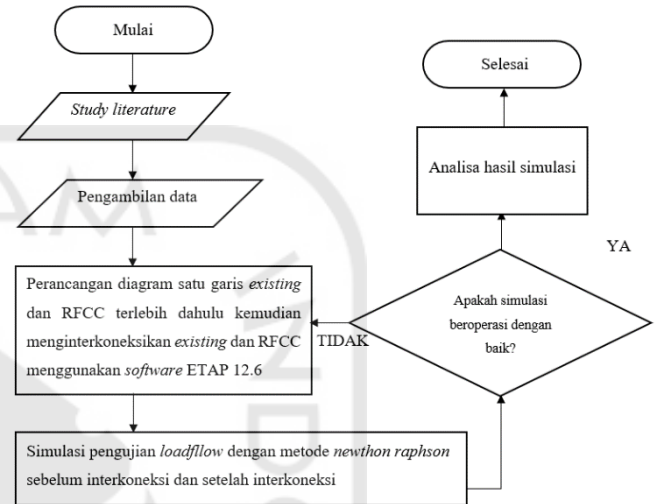 Mulai
Study literature
Pengambilan data
Perancangan diagram satu garis existing
dan RFCC terlebih dahulu kemudian
menginterkoneksikan existing dan RFCC
menggunakan software ETAP 12.6
Simulasi pengujian loadfllow dengan metode newthon raphson
sebelum interkoneksi dan setelah interkoneksi
Apakah simulasi
beroperasi dengan
baik?
TIDAK
YA
Analisa hasil simulasi
Selesai